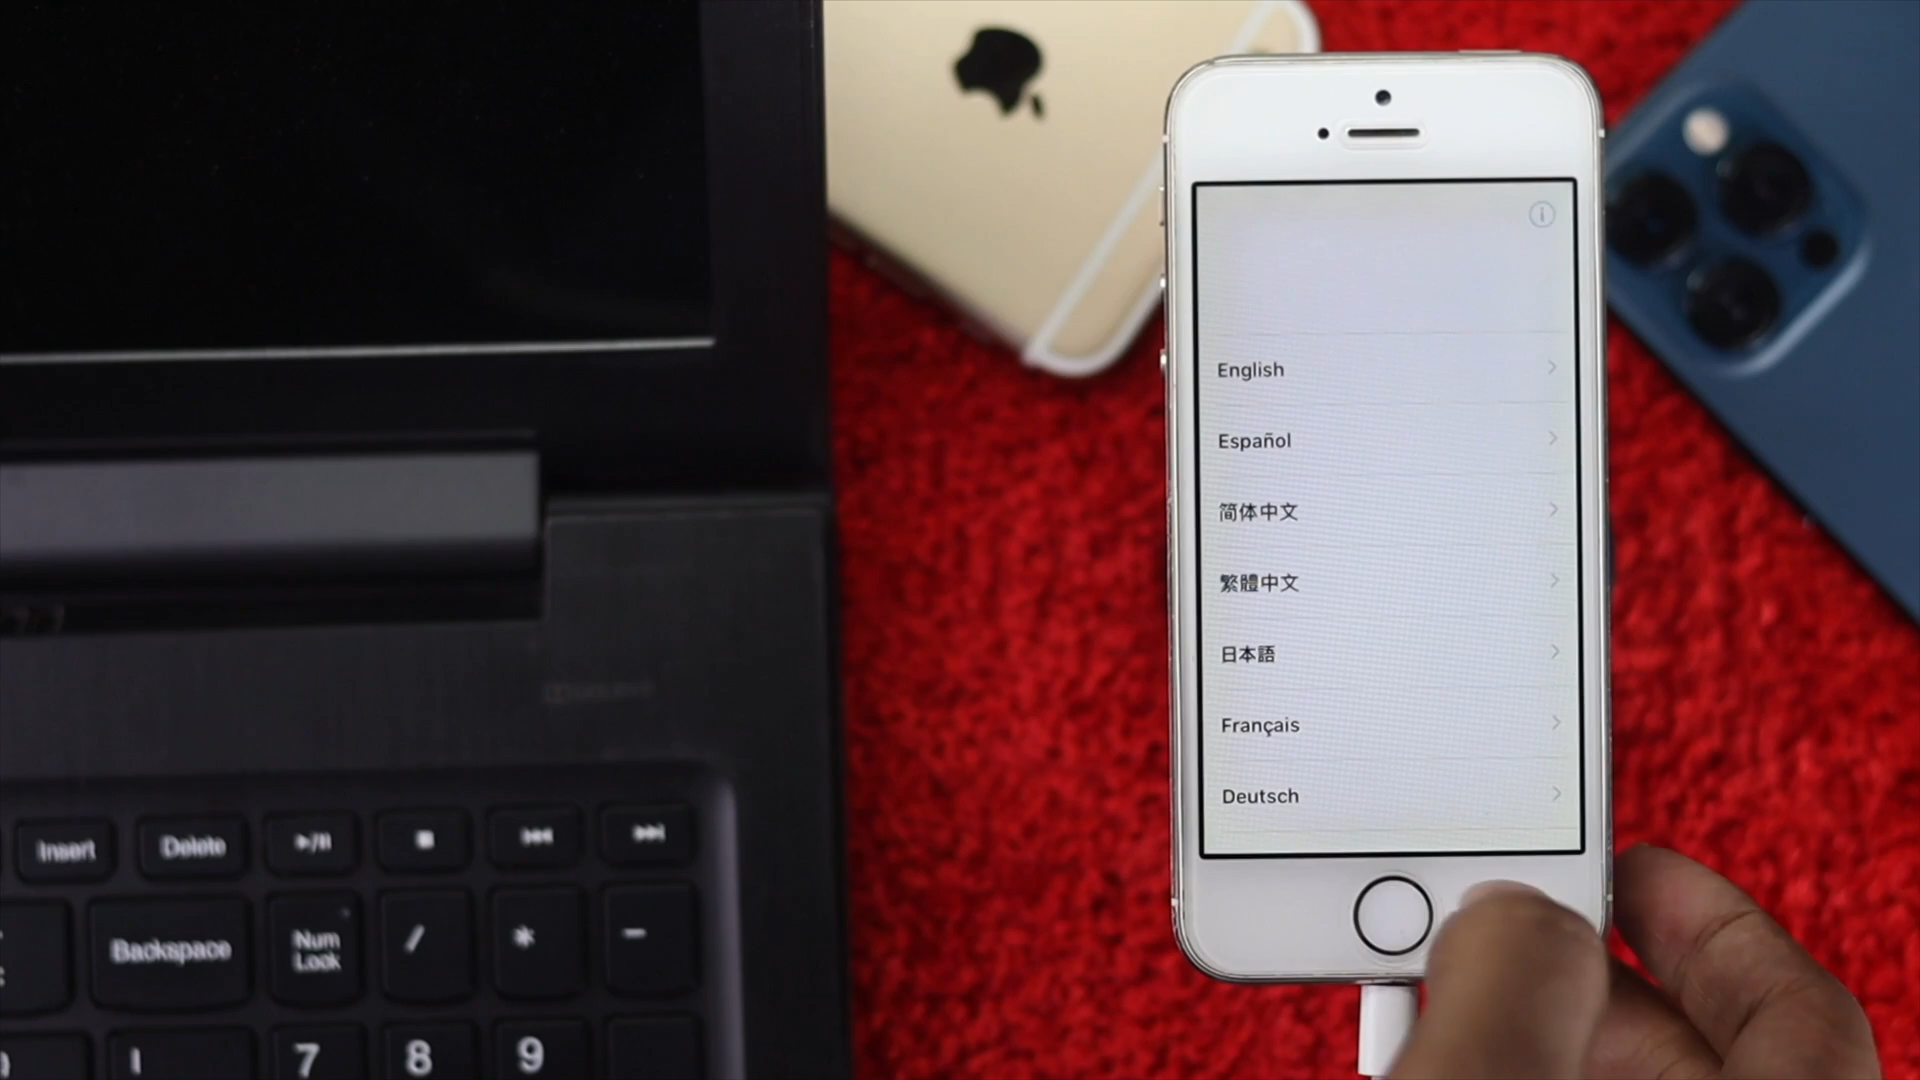 English
Español
简体中文
繁體中文
日本語
Français
Deutsch
Insert
Delete
Backspace
Num
Lock
/
*
-
7
8
9